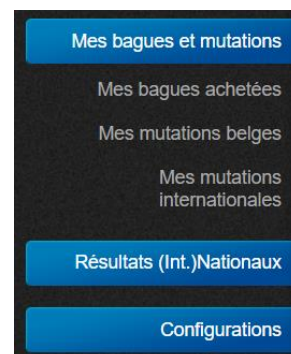 Mes bagues et mutations
Mes bagues achetées
Mes mutations belges
Mes mutations
internationales
Résultats (Int.)Nationaux
Configurations